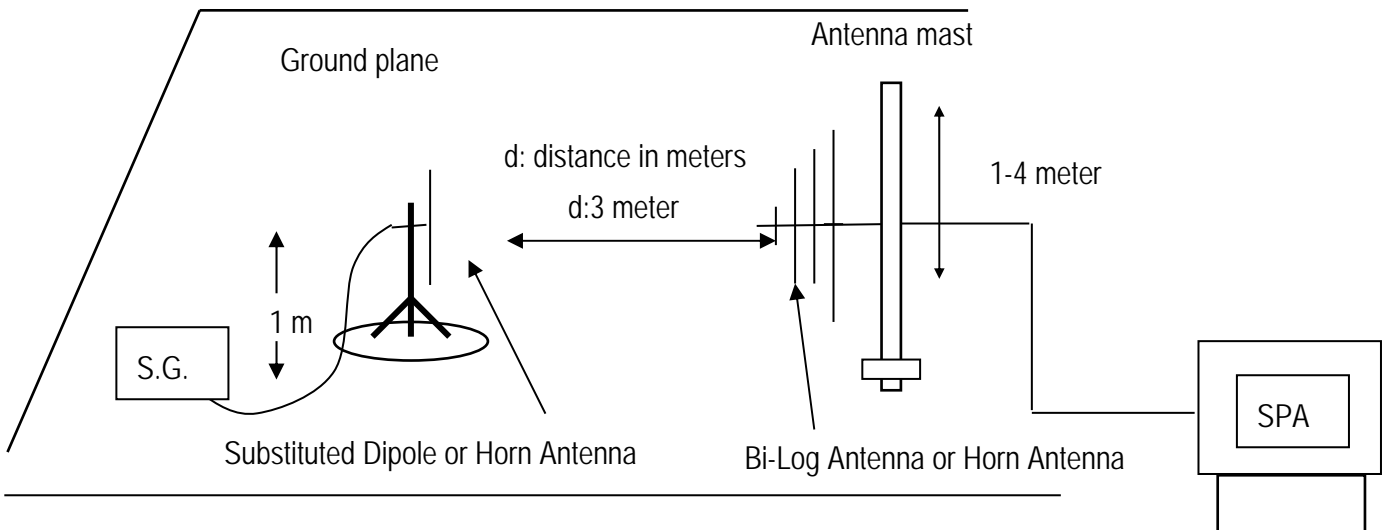 Antenna mast
Ground plane
d: distance in meters
d:3 meter
1-4 meter
1 m
S.G.
SPA
Substituted Dipole or Horn Antenna
Bi-Log Antenna or Horn Antenna